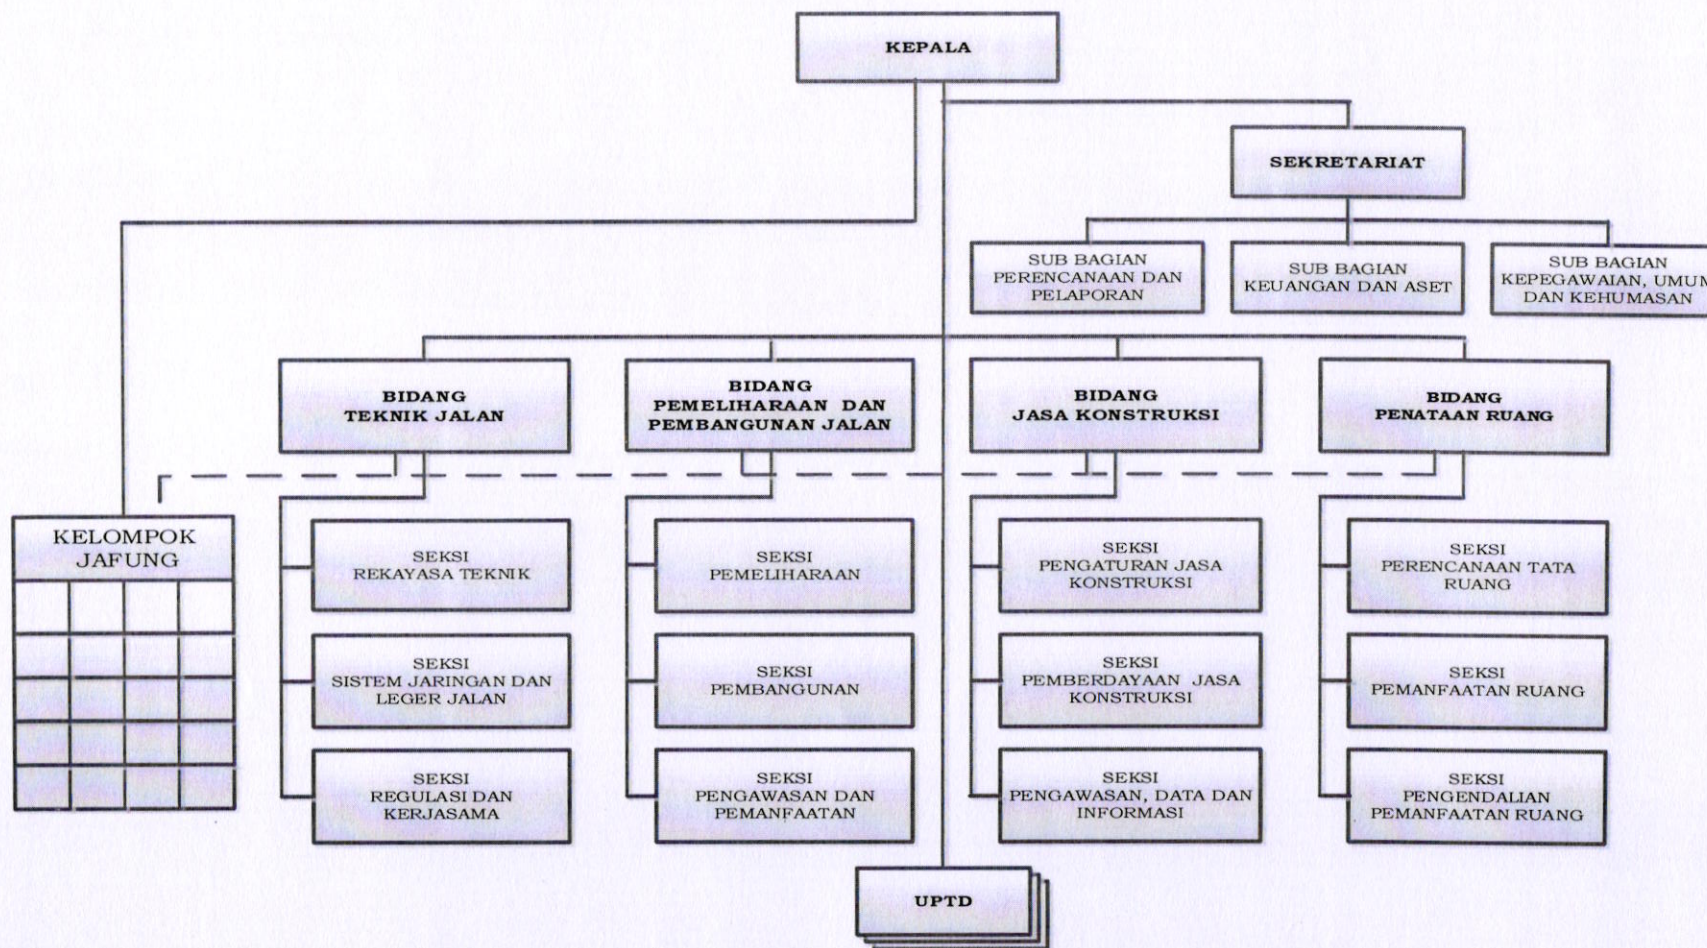 KEPALA
SEKRETARIAT
SUB BAGIAN
PERENCANAAN DAN
PELAPORAN
SUB BAGIAN
KEUANGAN DAN ASET
SUB BAGIAN
KEPEGAWAIAN, UMUM
DAN KEHUMASAN
BIDANG
TEKNIK JALAN
BIDANG
PEMELIHARAAN DAN
PEMBANGUNAN JALAN
BIDANG
JASA KONSTRUKSI
BIDANG
PENATAAN RUANG
KELOMPOK
JAFUNG
SEKSI
REKAYASA TEKNIK
SEKSI
SISTEM JARINGAN DAN
LEGER JALAN
SEKSI
REGULASI DAN
KERJASAMA
SEKSI
PEMELIHARAAN
SEKSI
PEMBANGUNAN
SEKSI
PENGAWASAN DAN
PEMANFAATAN
SEKSI
PENGATURAN JASA
KONSTRUKSI
SEKSI
PEMBERDAYAAN JASA
KONSTRUKSI
SEKSI
PENGAWASAN, DATA DAN
INFORMASI
SEKSI
PERENCANAAN TATA
RUANG
SEKSI
PEMANFAATAN RUANG
SEKSI
PENGENDALIAN
PEMANFAATAN RUANG
UPTD